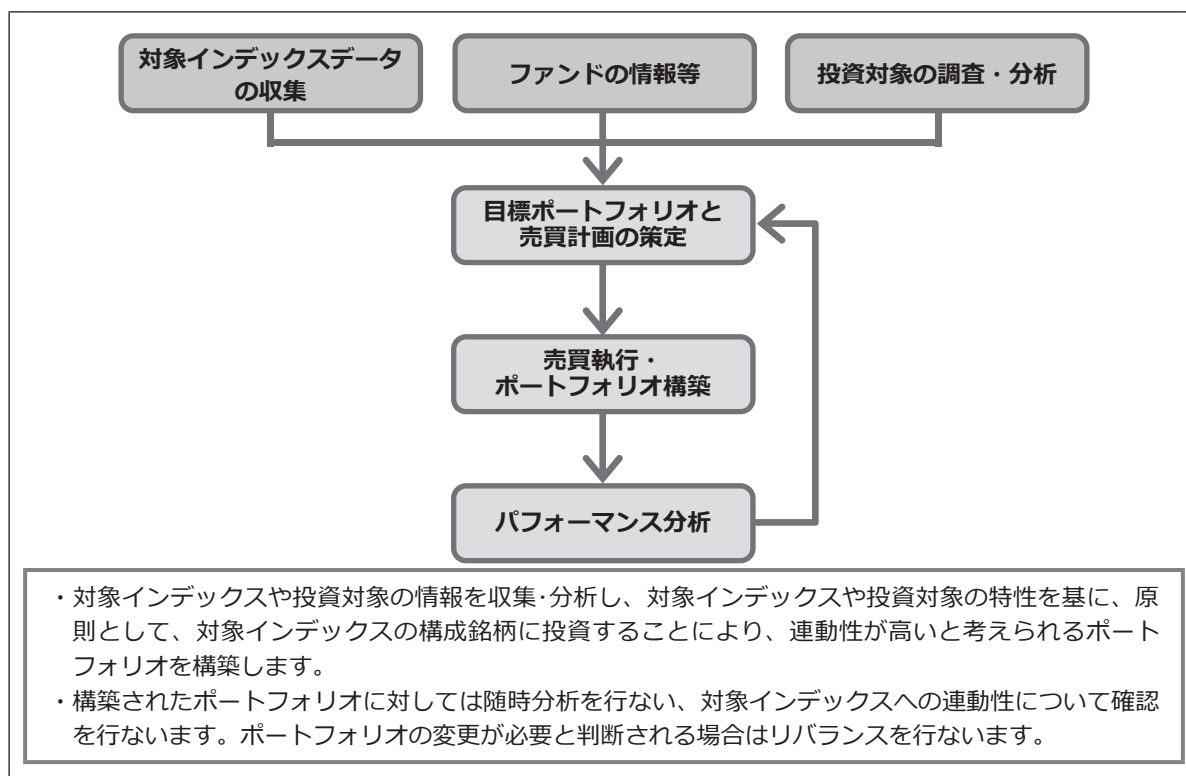 対象インデックスデータ
の収集
ファンドの情報等
投資対象の調査・分析
目標ポートフォリオと
売買計画の策定
売買執行・
ポートフォリオ構築
パフォーマンス分析
・対象インデックスや投資対象の情報を収集・分析し、対象インデックスや投資対象の特性を基に、原
則として、対象インデックスの構成銘柄に投資することにより、連動性が高いと考えられるポート
フォリオを構築します。
・構築されたポートフォリオに対しては随時分析を行ない、対象インデックスへの連動性について確認
を行ないます。ポートフォリオの変更が必要と判断される場合はリバランスを行ないます。